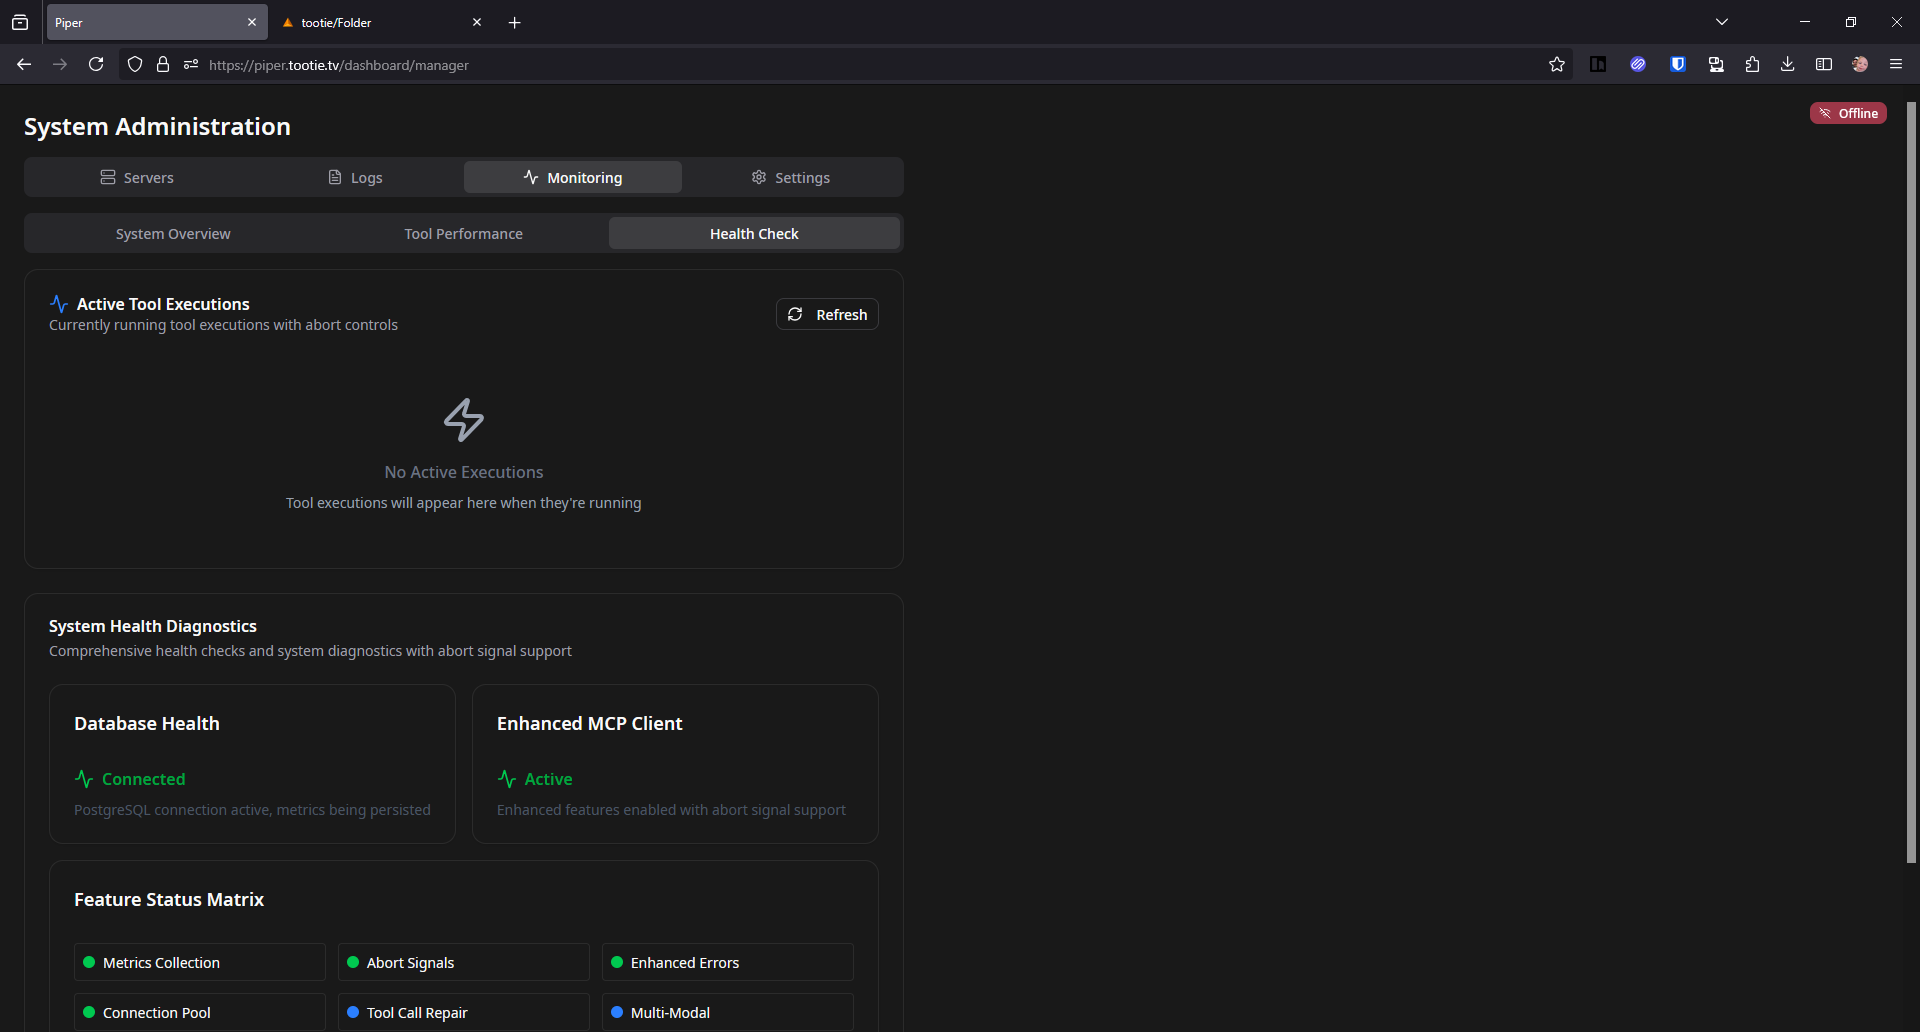 Piper
tootie/Folder
https://piper.tootie.tv/dashboard/manager
Offline
System Administration
Servers
Logs
Monitoring
Settings
System Overview
Tool Performance
Health Check
Active Tool Executions
Currently running tool executions with abort controls
Refresh
No Active Executions
Tool executions will appear here when they're running
System Health Diagnostics
Comprehensive health checks and system diagnostics with abort signal support
Database Health
Connected
PostgreSQL connection active, metrics being persisted
Enhanced MCP Client
Active
Enhanced features enabled with abort signal support
Feature Status Matrix
Metrics Collection
Abort Signals
Enhanced Errors
Connection Pool
Tool Call Repair
Multi-Modal